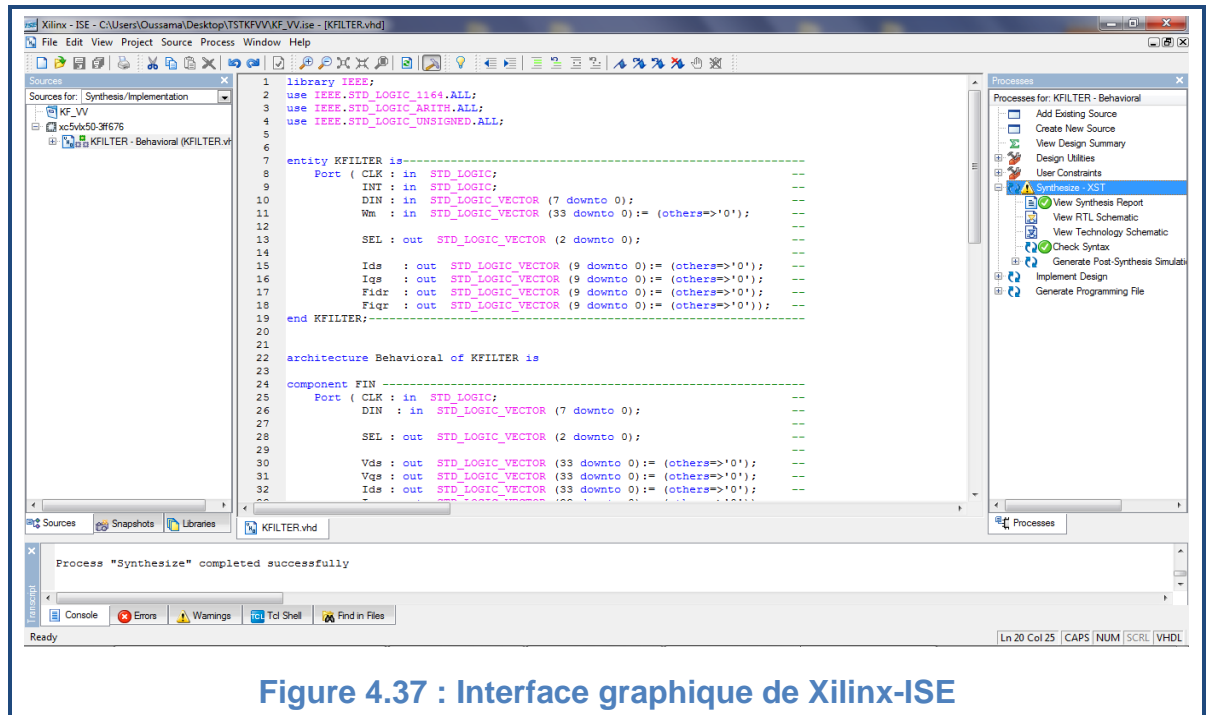 Xilinx - ISE - C:\Users\Oussama\Desktop\TSTKFVV\KF_VV.ise - [KFILTER.vhd]
File Edit View Project Source Process Window Help
Sources
Sources for: Synthesis/Implementation
KF_VV
xc5vlx50-3ff676
KFILTER - Behavioral (KFILTER.vh
Sources Snapshots Libraries
1 library IEEE;
2 use IEEE.STD_LOGIC_1164.ALL;
3 use IEEE.STD_LOGIC_ARITH.ALL;
4 use IEEE.STD_LOGIC_UNSIGNED.ALL;
5
6
7 entity KFILTER is-----------------------------------------------------------
8 Port ( CLK : in STD_LOGIC; --
9 INT : in STD_LOGIC; --
10 DIN : in STD_LOGIC_VECTOR (7 downto 0); --
11 Wm : in STD_LOGIC_VECTOR (33 downto 0):= (others=>'0'); --
12 --
13 SEL : out STD_LOGIC_VECTOR (2 downto 0); --
14 --
15 Ids : out STD_LOGIC_VECTOR (9 downto 0):= (others=>'0'); --
16 Iqs : out STD_LOGIC_VECTOR (9 downto 0):= (others=>'0'); --
17 Fidr : out STD_LOGIC_VECTOR (9 downto 0):= (others=>'0'); --
18 Fiqr : out STD_LOGIC_VECTOR (9 downto 0):= (others=>'0')); --
19 end KFILTER;----------------------------------------------------------------
20
21
22 architecture Behavioral of KFILTER is
23
24 component FIN --------------------------------------------------------------
25 Port ( CLK : in STD_LOGIC; --
26 DIN : in STD_LOGIC_VECTOR (7 downto 0); --
27 --
28 SEL : out STD_LOGIC_VECTOR (2 downto 0); --
29 --
30 Vds : out STD_LOGIC_VECTOR (33 downto 0):= (others=>'0'); --
31 Vqs : out STD_LOGIC_VECTOR (33 downto 0):= (others=>'0'); --
32 Ids : out STD_LOGIC_VECTOR (33 downto 0):= (others=>'0'); --
KFILTER.vhd
Processes
Processes for: KFILTER - Behavioral
Add Existing Source
Create New Source
View Design Summary
Design Utilities
User Constraints
Synthesize - XST
View Synthesis Report
View RTL Schematic
View Technology Schematic
Check Syntax
Generate Post-Synthesis Simulati
Implement Design
Generate Programming File
Processes
Process "Synthesize" completed successfully
Transcript
Console Errors Warnings Tcl Shell Find in Files
Ready Ln 20 Col 25 CAPS NUM SCRL VHDL
Figure 4.37 : Interface graphique de Xilinx-ISE